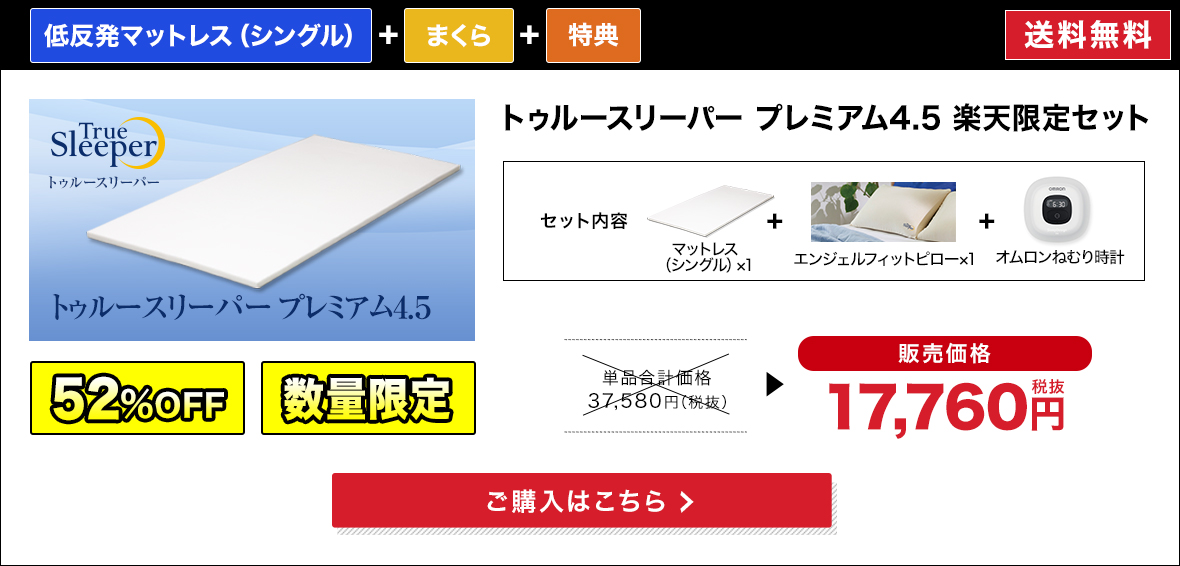 低反発マットレス（シングル）＋まくら＋特典
送料無料
True
Sleeper
トゥルースリーパー
トゥルースリーパー プレミアム4.5
52%OFF
数量限定
トゥルースリーパー プレミアム4.5 楽天限定セット
セット内容
マットレス
（シングル）×1
＋
エンジェルフィットピロー×1
＋
OMRON
6:30
オムロンねむり時計
単品合計価格
37,580円（税抜）
販売価格
17,760円 税抜
ご購入はこちら